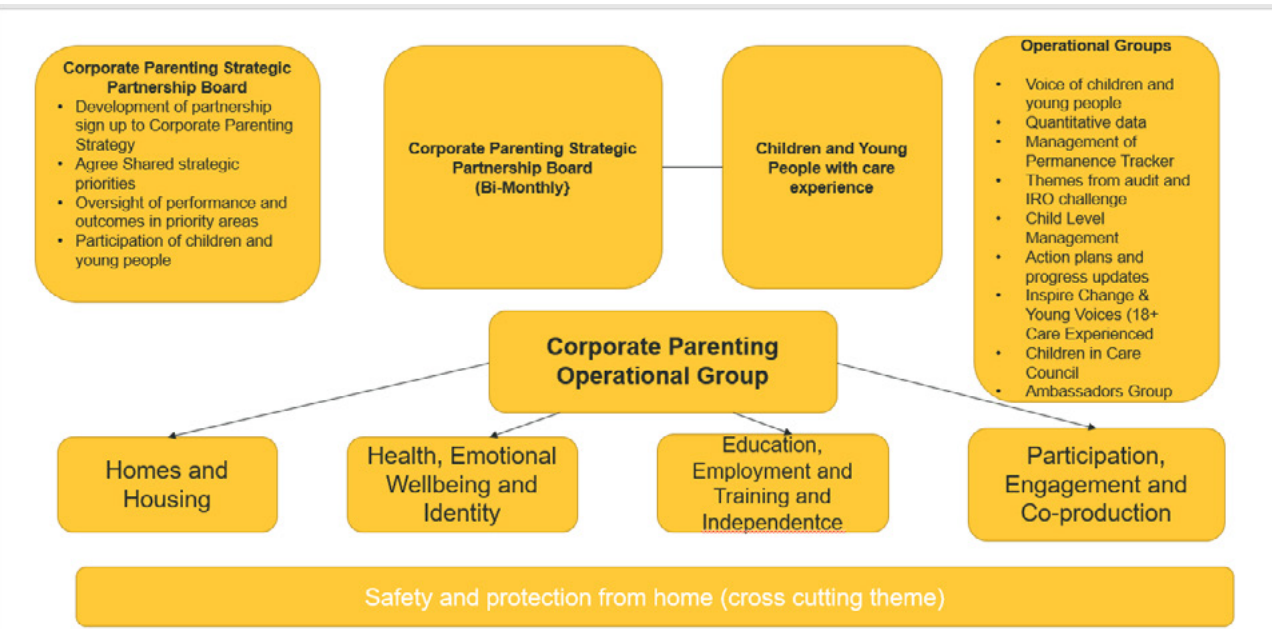 Corporate Parenting Strategic
Partnership Board
• Development of partnership
sign up to Corporate Parenting
Strategy
• Agree Shared strategic
priorities
• Oversight of performance and
outcomes in priority areas
• Participation of children and
young people
Corporate Parenting Strategic
Partnership Board
(Bi-Monthly}
Children and Young
People with care
experience
Operational Groups
• Voice of children and
young people
• Quantitative data
• Management of
Permanence Tracker
• Themes from audit and
IRO challenge
• Child Level
Management
• Action plans and
progress updates
• Inspire Change &
Young Voices (18+
Care Experienced
• Children in Care
Council
• Ambassadors Group
Corporate Parenting
Operational Group
Homes and
Housing
Health, Emotional
Wellbeing and
Identity
Education,
Employment and
Training and
Independentce
Participation,
Engagement and
Co-production
Safety and protection from home (cross cutting theme)